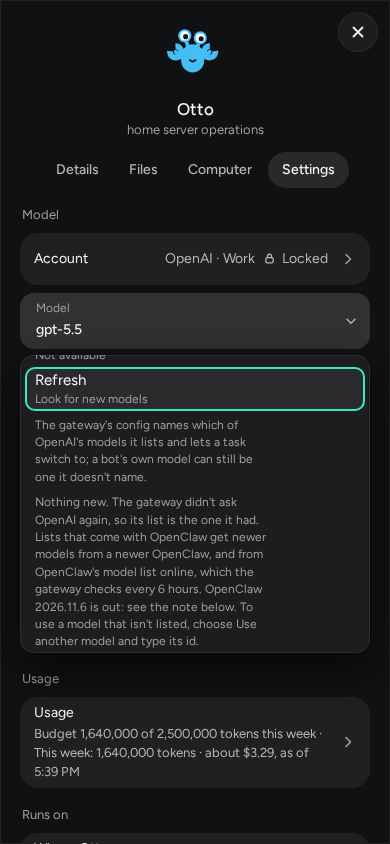 Otto
home server operations
Details
Files
Computer
Settings
Model
Account
OpenAI · Work
Locked
Model
gpt-5.5
Not available
Refresh
Look for new models
The gateway's config names which of
OpenAI's models it lists and lets a task
switch to; a bot's own model can still be
one it doesn't name.
Nothing new. The gateway didn't ask
OpenAI again, so its list is the one it had.
Lists that come with OpenClaw get newer
models from a newer OpenClaw, and from
OpenClaw's model list online, which the
gateway checks every 6 hours. OpenClaw
2026.11.6 is out: see the note below. To
use a model that isn't listed, choose Use
another model and type its id.
Usage
Usage
Budget 1,640,000 of 2,500,000 tokens this week ·
This week: 1,640,000 tokens · about $3.29, as of
5:39 PM
Runs on